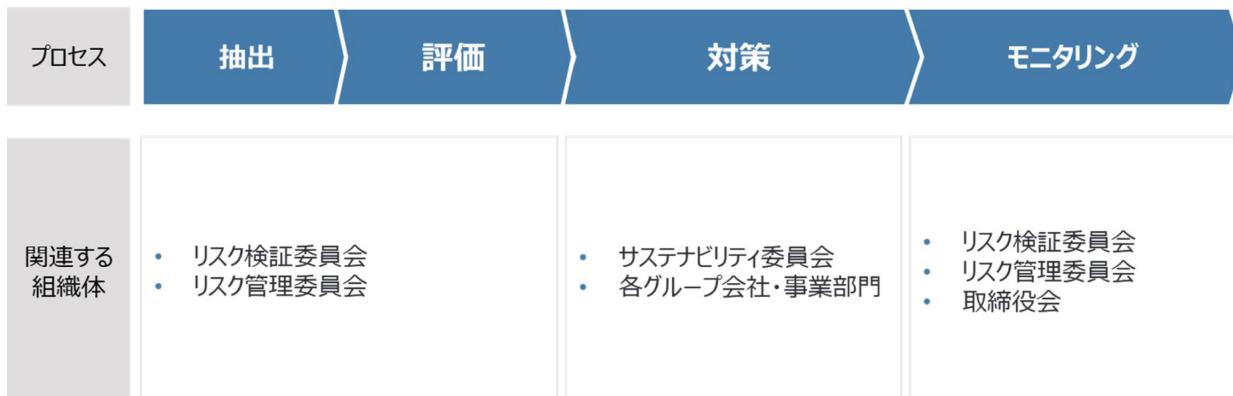 プロセス
抽出
評価
対策
モニタリング
関連する
組織体
• リスク検証委員会
• リスク管理委員会
• サステナビリティ委員会
• 各グループ会社・事業部門
• リスク検証委員会
• リスク管理委員会
• 取締役会